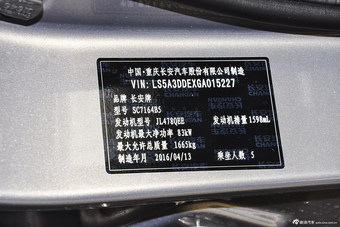 中国·重庆长安汽车股份有限公司制造
VIN: LS5A3DDEXGA015227
品牌 长安牌
型号 SC7164B5
发动机型号 JL478QEE 发动机排量 1598mL
发动机最大净功率 83kW
最大允许总质量 1665kg
制造年月 2016/04/13 乘坐人数 5